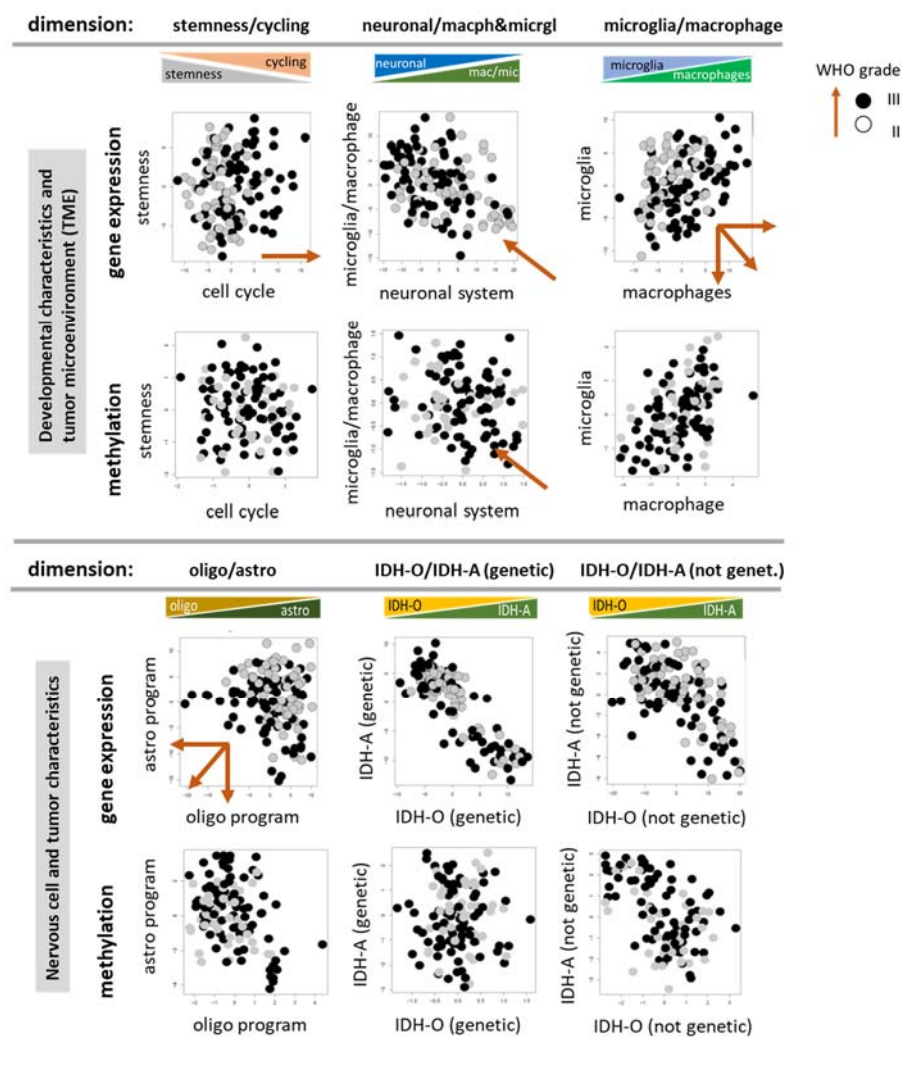 dimension: stemness/cycling neuronal/macph&micrgl microglia/macrophage
cycling
stemness
neuronal
mac/mic
microglia
macrophages
WHO grade
III
II
Developmental characteristics and
tumor microenvironment (TME)
gene expression
stemness
cell cycle
microglia/macrophage
neuronal system
microglia
macrophages
methylation
stemness
cell cycle
microglia/macrophage
neuronal system
microglia
macrophage
dimension: oligo/astro IDH-O/IDH-A (genetic) IDH-O/IDH-A (not genet.)
oligo
astro
IDH-O
IDH-A
IDH-O
IDH-A
Nervous cell and tumor characteristics
gene expression
astro program
oligo program
IDH-A (genetic)
IDH-O (genetic)
IDH-A (not genetic)
IDH-O (not genetic)
methylation
astro program
oligo program
IDH-A (genetic)
IDH-O (genetic)
IDH-A (not genetic)
IDH-O (not genetic)